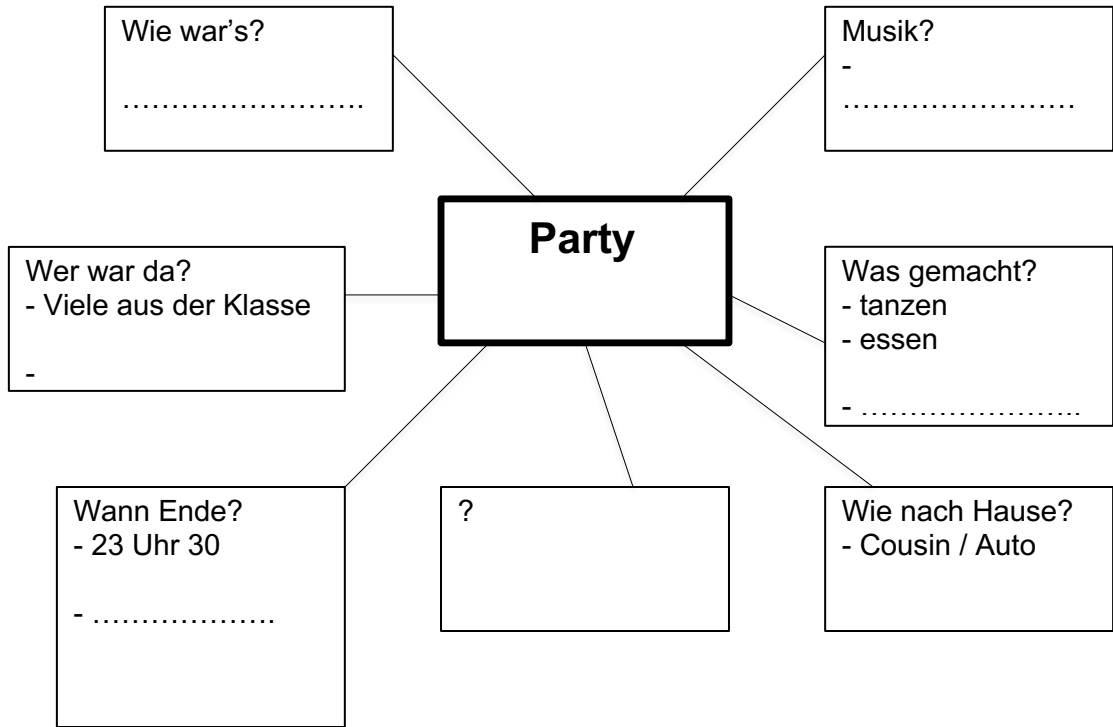 Wie war's?
……………………
Musik?
-
……………………
Party
Wer war da?
- Viele aus der Klasse
-
Was gemacht?
- tanzen
- essen
- ………………….
Wann Ende?
- 23 Uhr 30
- ……………….
?
Wie nach Hause?
- Cousin / Auto